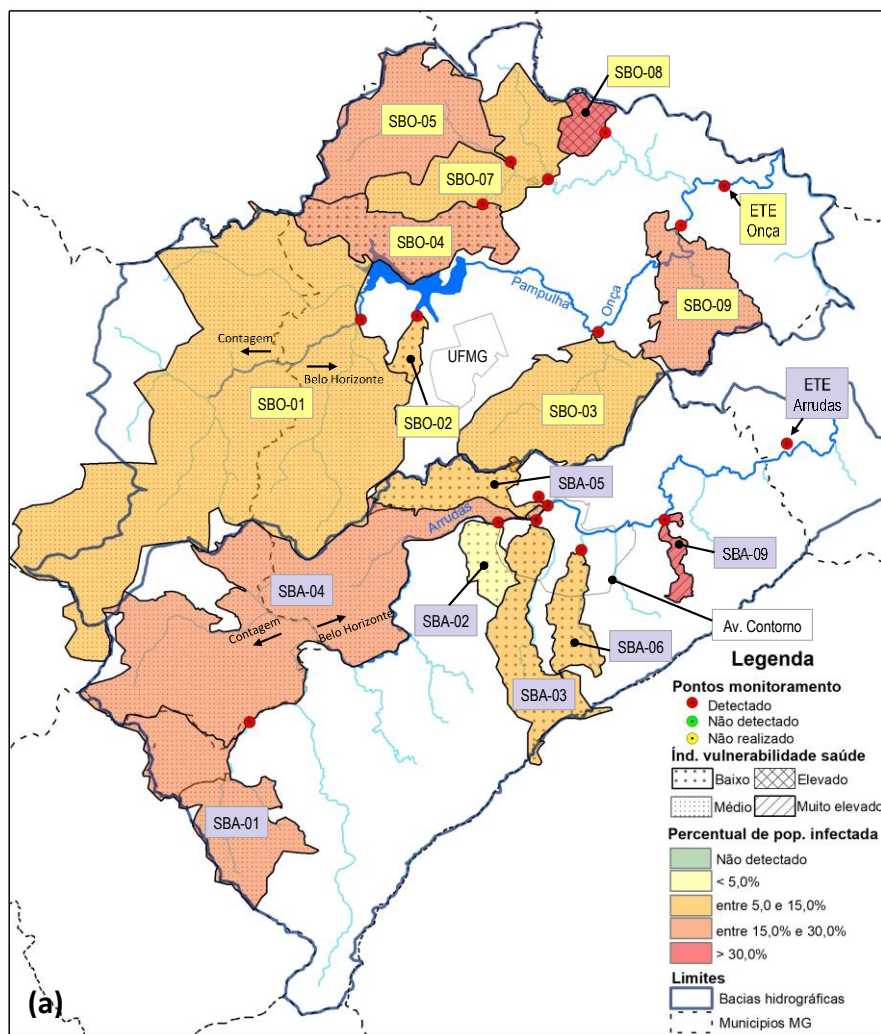 SBO-08
SBO-05
SBO-07
ETE
Onça
SBO-04
Pampulha
Onça
SBO-09
Contagem
UFMG
Belo Horizonte
ETE
Arrudas
SBO-01
SBO-02
SBO-03
SBA-05
Arrudas
SBA-09
SBA-04
SBA-02
Contagem
Belo Horizonte
Av. Contorno
SBA-06
SBA-03
SBA-01
Legenda
Pontos monitoramento
Detectado
Não detectado
Não realizado
Índ. vulnerabilidade saúde
Baixo
Elevado
Médio
Muito elevado
Percentual de pop. infectada
Não detectado
< 5,0%
entre 5,0 e 15,0%
entre 15,0% e 30,0%
> 30,0%
Limites
Bacias hidrográficas
Municipios MG
(a)